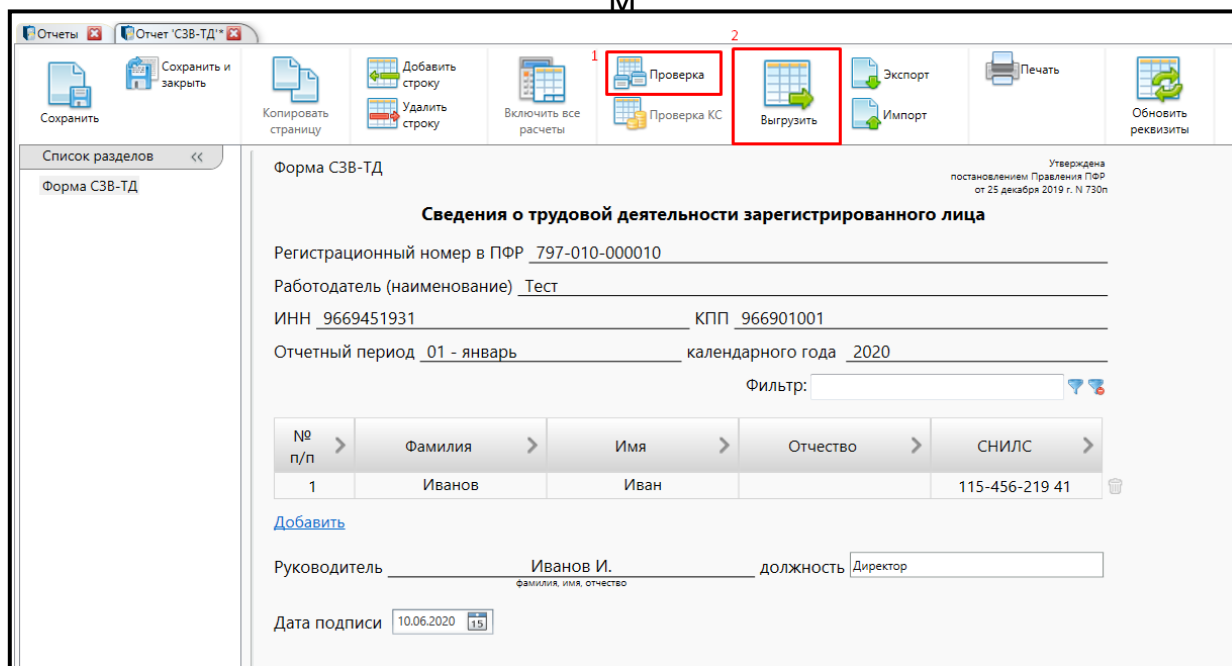 м
Отчеты
Отчет 'СЗВ-ТД'*
1
2
Сохранить
Сохранить и
закрыть
Копировать
страницу
Добавить
строку
Удалить
строку
Включить все
расчеты
Проверка
Проверка КС
Выгрузить
Экспорт
Импорт
Печать
Обновить
реквизиты
Список разделов <<
Форма СЗВ-ТД
Форма СЗВ-ТД
Утверждена
постановлением Правления ПФР
от 25 декабря 2019 г. N 730п
Сведения о трудовой деятельности зарегистрированного лица
Регистрационный номер в ПФР 797-010-000010
Работодатель (наименование) Тест
ИНН 9669451931 КПП 966901001
Отчетный период 01 - январь календарного года 2020
Фильтр:
№
п/п
Фамилия Имя Отчество СНИЛС
1 Иванов Иван 115-456-219 41
Добавить
Руководитель Иванов И. должность Директор
фамилия, имя, отчество
Дата подписи 10.06.2020 15